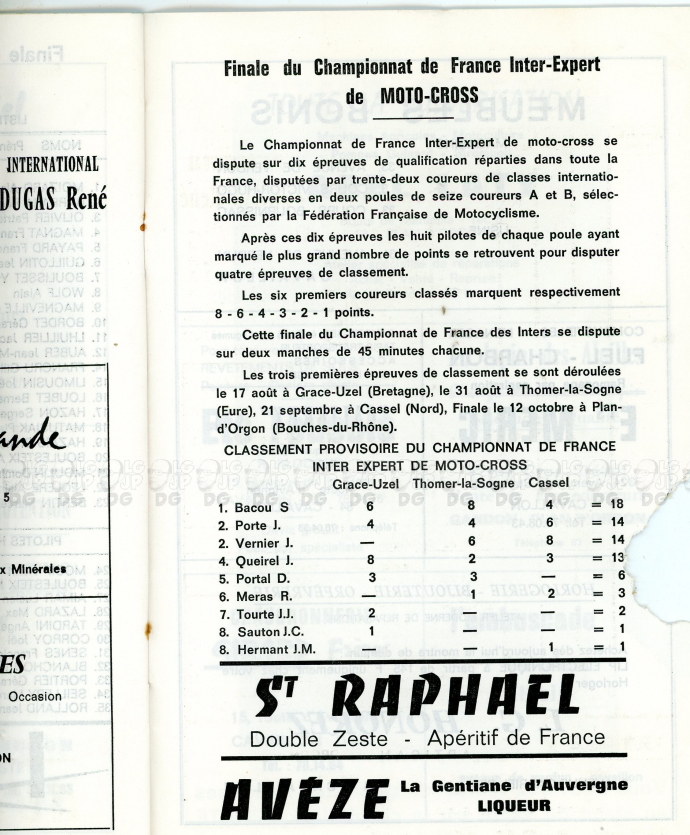 INTERNATIONAL
DUGAS René
ande
5
x Minérales
ES
Occasion
ON
Finale du Championnat de France Inter-Expert
de MOTO-CROSS
Le Championnat de France Inter-Expert de moto-cross se
dispute sur dix épreuves de qualification réparties dans toute la
France, disputées par trente-deux coureurs de classes internatio-
nales diverses en deux poules de seize coureurs A et B, sélec-
tionnés par la Fédération Française de Motocyclisme.
Après ces dix épreuves les huit pilotes de chaque poule ayant
marqué le plus grand nombre de points se retrouvent pour disputer
quatre épreuves de classement.
Les six premiers coureurs classés marquent respectivement
8 - 6 - 4 - 3 - 2 - 1 points.
Cette finale du Championnat de France des Inters se dispute
sur deux manches de 45 minutes chacune.
Les trois premières épreuves de classement se sont déroulées
le 17 août à Grace-Uzel (Bretagne), le 31 août à Thomer-la-Sogne
(Eure), 21 septembre à Cassel (Nord), Finale le 12 octobre à Plan-
d'Orgon (Bouches-du-Rhône).
CLASSEMENT PROVISOIRE DU CHAMPIONNAT DE FRANCE
INTER EXPERT DE MOTO-CROSS
Grace-Uzel Thomer-la-Sogne Cassel
1. Bacou S 6 8 4 = 18
2. Porte J. 4 4 6 = 14
2. Vernier J. — 6 8 = 14
4. Queirel J. 8 2 3 = 13
5. Portal D. 3 3 — = 6
6. Meras R. — 1 2 = 3
7. Tourte J.J. 2 — — = 2
8. Sauton J.C. 1 — — = 1
8. Hermant J.M. — — 1 = 1
ST RAPHAEL
Double Zeste - Apéritif de France
AVÈZE La Gentiane d'Auvergne
LIQUEUR